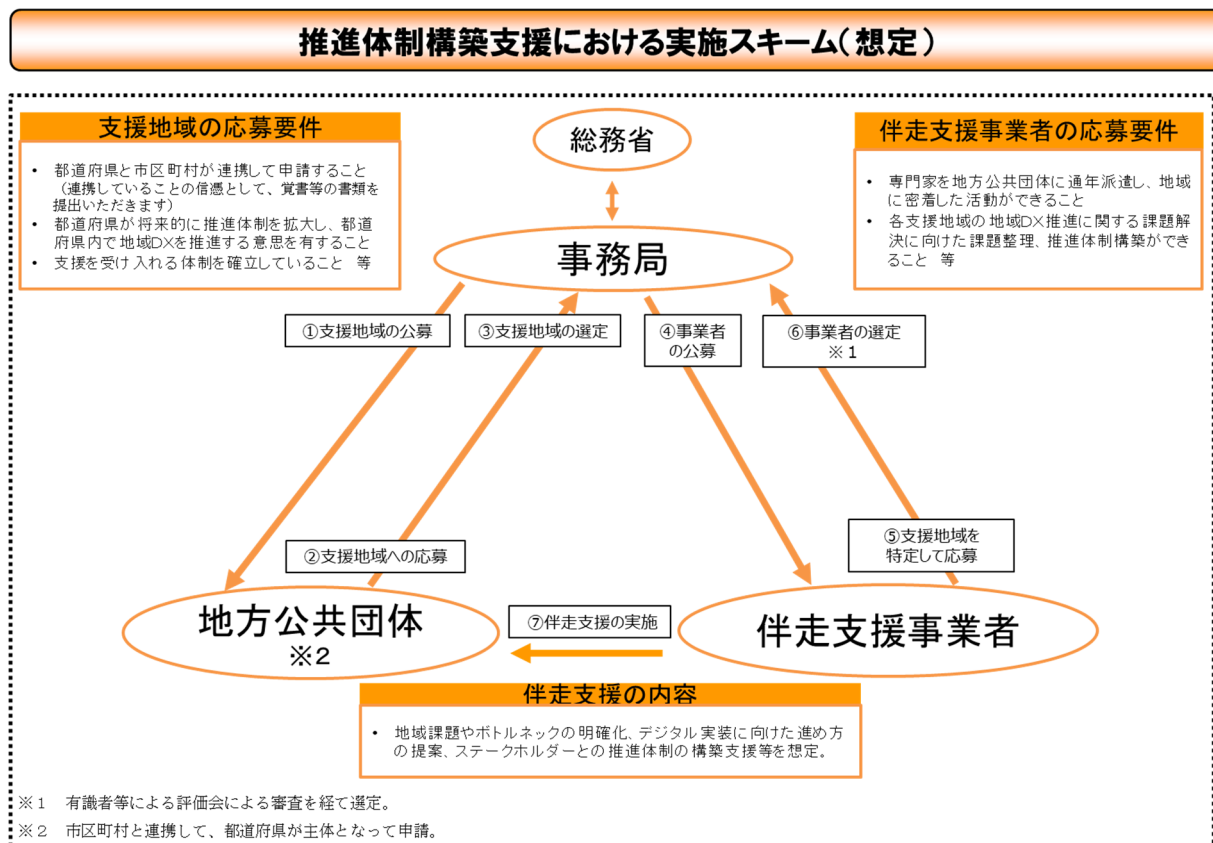 推進体制構築支援における実施スキーム(想定)
支援地域の応募要件
• 都道府県と市区町村が連携して申請すること
(連携していることの信憑として、覚書等の書類を
提出いただきます)
• 都道府県が将来的に推進体制を拡大し、都道
府県内で地域DXを推進する意思を有すること
• 支援を受け入れる体制を確立していること 等
総務省
事務局
伴走支援事業者の応募要件
• 専門家を地方公共団体に通年派遣し、地域
に密着した活動ができること
• 各支援地域の地域DX推進に関する課題解
決に向けた課題整理、推進体制構築ができ
ること 等
①支援地域の公募
③支援地域の選定
④事業者
の公募
⑥事業者の選定
※1
②支援地域への応募
⑤支援地域を
特定して応募
地方公共団体
※2
⑦伴走支援の実施
伴走支援事業者
伴走支援の内容
• 地域課題やボトルネックの明確化、デジタル実装に向けた進め方
の提案、ステークホルダーとの推進体制の構築支援等を想定。
※1 有識者等による評価会による審査を経て選定。
※2 市区町村と連携して、都道府県が主体となって申請。